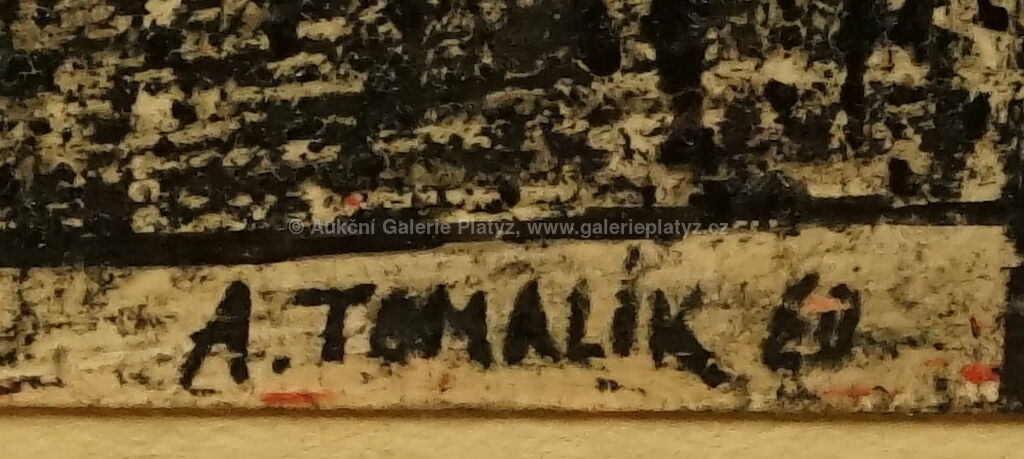 © Aukční Galerie Platyz, www.galerieplatyz.cz
A. TOMALÍK 60